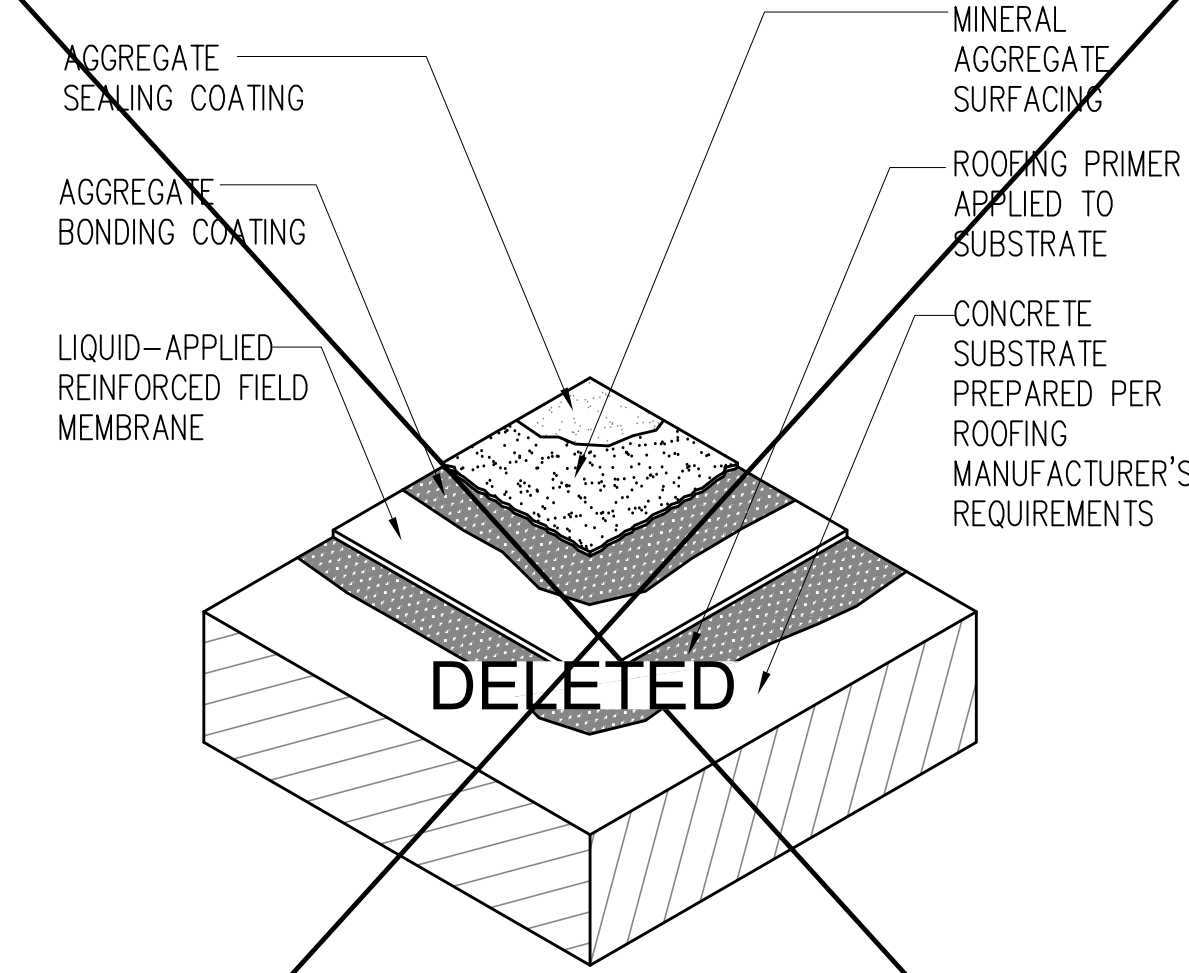 AGGREGATE
SEALING COATING
AGGREGATE
BONDING COATING
LIQUID-APPLIED
REINFORCED FIELD
MEMBRANE
MINERAL
AGGREGATE
SURFACING
ROOFING PRIMER
APPLIED TO
SUBSTRATE
CONCRETE
SUBSTRATE
PREPARED PER
ROOFING
MANUFACTURER'S
REQUIREMENTS
DELETED